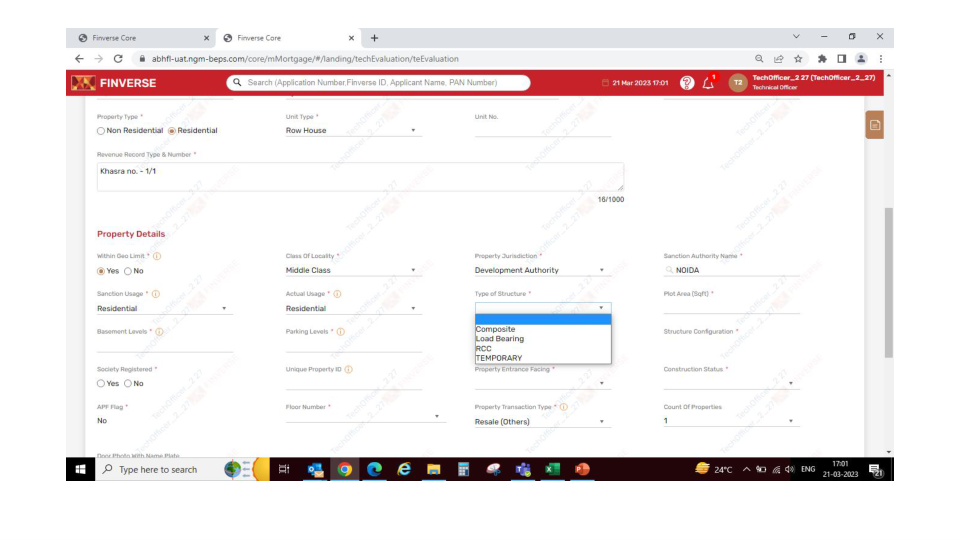 Finverse Core × Finverse Core × +
abhfl-uat.ngm-beps.com/core/mMortgage/#/landing/techEvaluation/teEvaluation
FINVERSE Search (Application Number,Finverse ID, Applicant Name, PAN Number) 21 Mar 2023 17:01 1 T2 TechOfficer_2 27 (TechOfficer_2_27)
Technical Officer
Property Type * Unit Type * Unit No.
Non Residential Residential Row House
Revenue Record Type & Number *
Khasra no. - 1/1
16/1000
Property Details
Within Geo Limit * Class Of Locality * Property Jurisdiction * Sanction Authority Name *
Yes No Middle Class Development Authority NOIDA
Sanction Usage * Actual Usage * Type of Structure * Plot Area (Sqft) *
Residential Residential
Basement Levels * Parking Levels * Composite Structure Configuration *
Load Bearing
RCC
TEMPORARY
Society Registered * Unique Property ID Property Entrance Facing * Construction Status *
Yes No
APF Flag * Floor Number * Property Transaction Type * Count Of Properties
No Resale (Others) 1
Door Photo With Name Plate
Type here to search 24°C ENG 17:01
21-03-2023 21